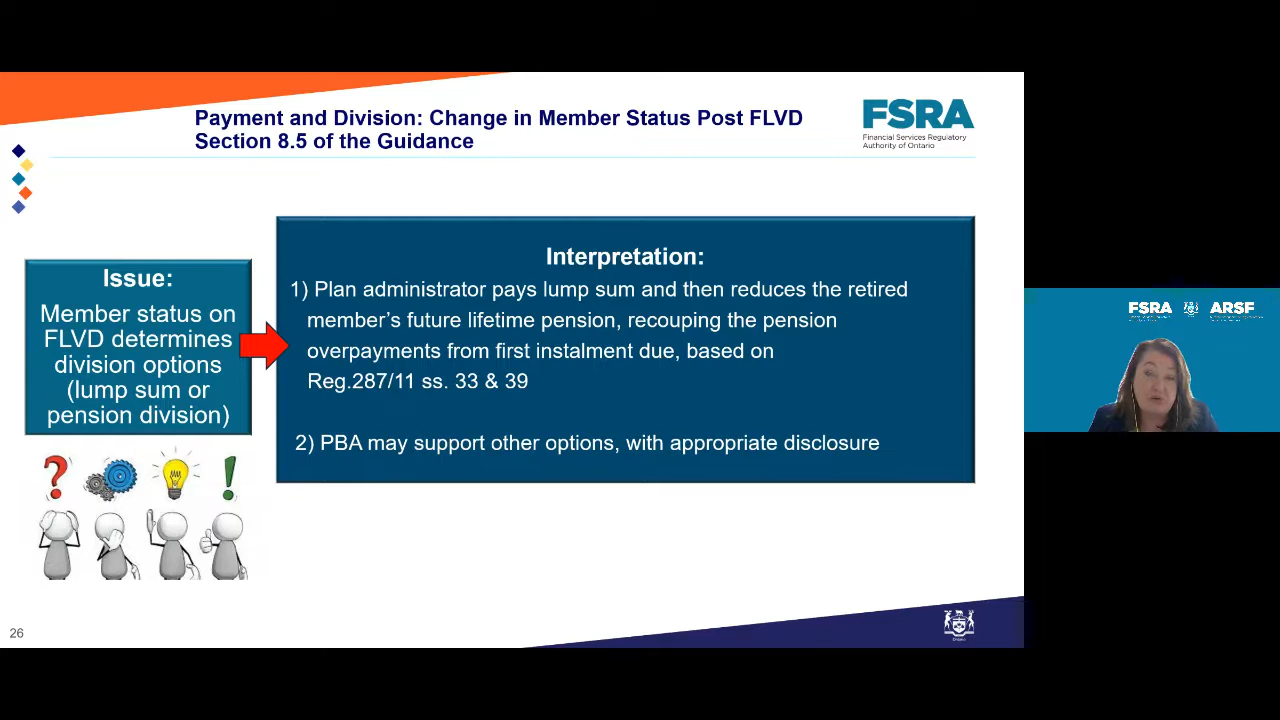 Payment and Division: Change in Member Status Post FLVD
Section 8.5 of the Guidance
FSRA
Financial Services Regulatory
Authority of Ontario
Issue:
Member status on
FLVD determines
division options
(lump sum or
pension division)
Interpretation:
1) Plan administrator pays lump sum and then reduces the retired
member's future lifetime pension, recouping the pension
overpayments from first instalment due, based on
Reg.287/11 ss. 33 & 39
2) PBA may support other options, with appropriate disclosure
FSRA ARSF
26
Ontario